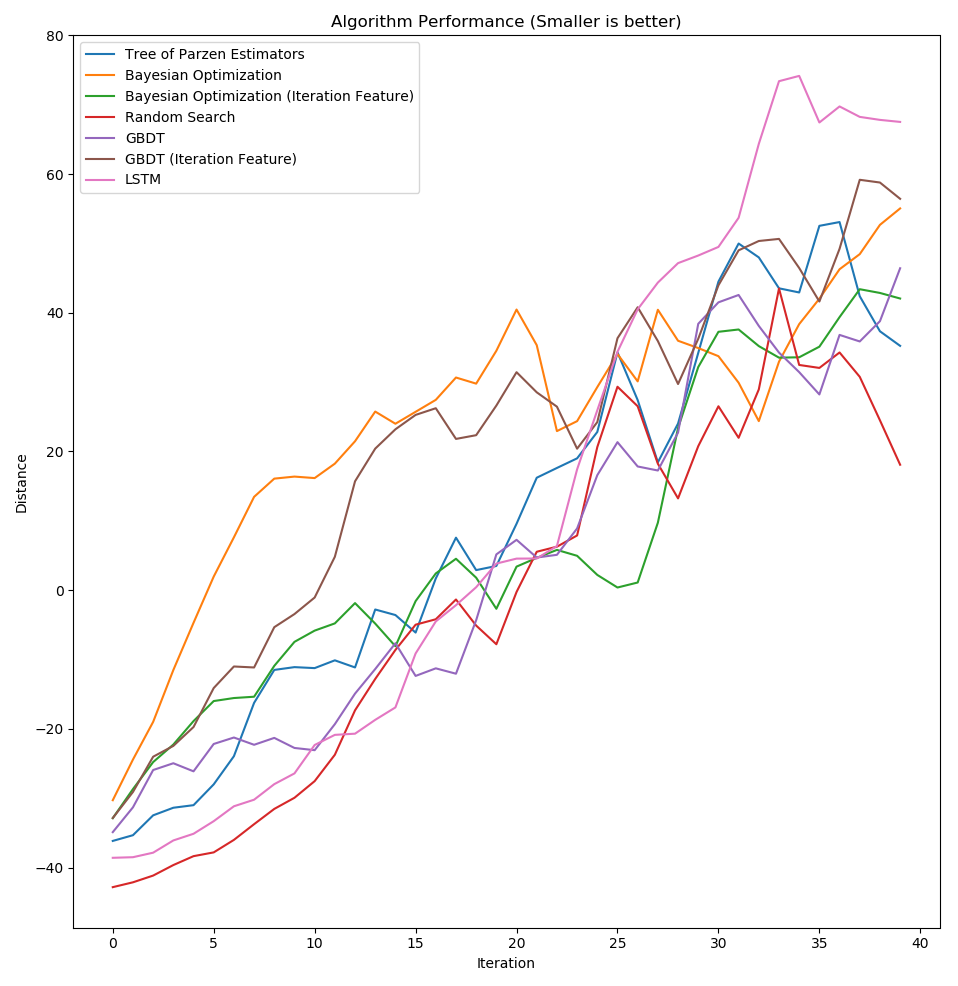 Algorithm Performance (Smaller is better)
Tree of Parzen Estimators
Bayesian Optimization
Bayesian Optimization (Iteration Feature)
Random Search
GBDT
GBDT (Iteration Feature)
LSTM
80
60
40
20
0
−20
−40
Distance
0 5 10 15 20 25 30 35 40
Iteration